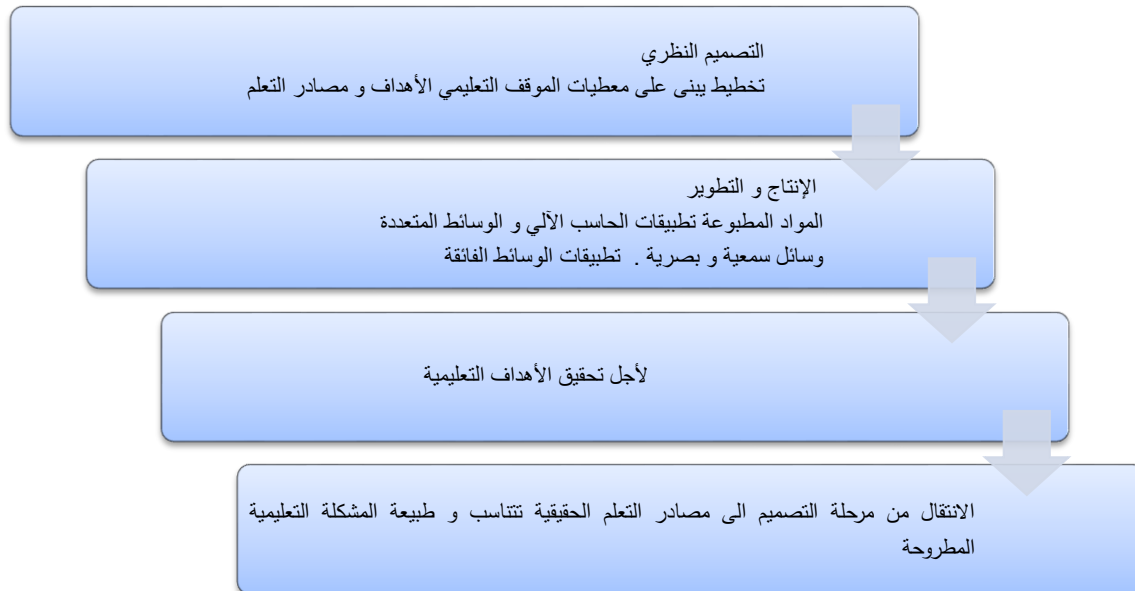 التصميم النظري
تخطيط يبنى على معطيات الموقف التعليمي الأهداف و مصادر التعلم
الإنتاج و التطوير
المواد المطبوعة تطبيقات الحاسب الآلي و الوسائط المتعددة
وسائل سمعية و بصرية . تطبيقات الوسائط الفائقة
لأجل تحقيق الأهداف التعليمية
الانتقال من مرحلة التصميم الى مصادر التعلم الحقيقية تتناسب و طبيعة المشكلة التعليمية
المطروحة